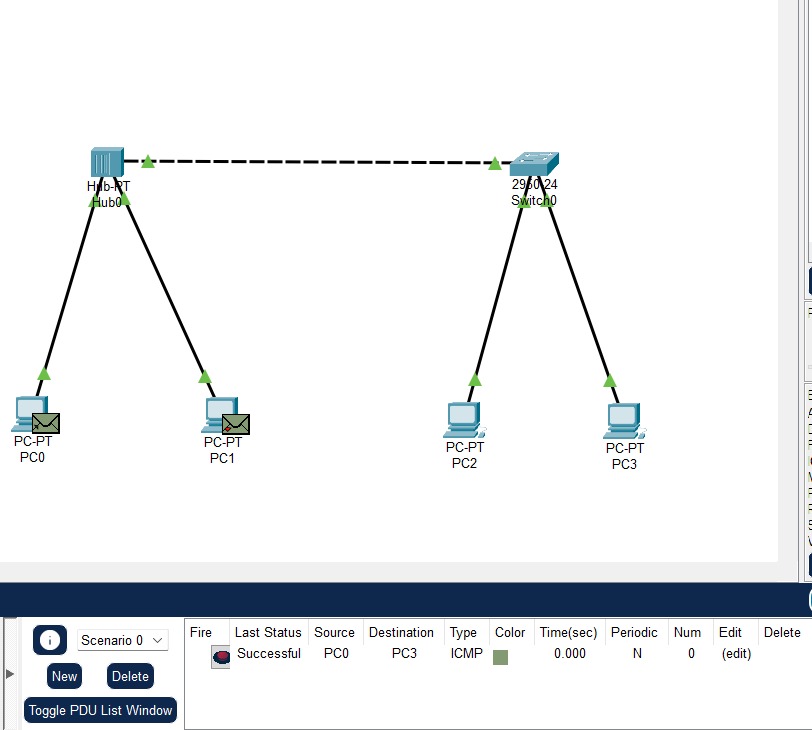 Hub-PT
Hub0
2950-24
Switch0
PC-PT
PC0
PC-PT
PC1
PC-PT
PC2
PC-PT
PC3
Scenario 0
New
Delete
Toggle PDU List Window
Fire Last Status Source Destination Type Color Time(sec) Periodic Num Edit Delete
Successful PC0 PC3 ICMP 0.000 N 0 (edit)